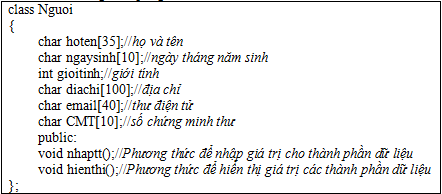 class Nguoi
{
char hoten[35];//họ và tên
char ngaysinh[10];//ngày tháng năm sinh
int gioitinh;//giới tính
char diachi[100];//địa chỉ
char email[40];//thư điện tử
char CMT[10];//số chứng minh thư
public:
void nhaptt();//Phương thức để nhập giá trị cho thành phần dữ liệu
void hienthi();//Phương thức để hiển thị giá trị các thành phần dữ liệu
};